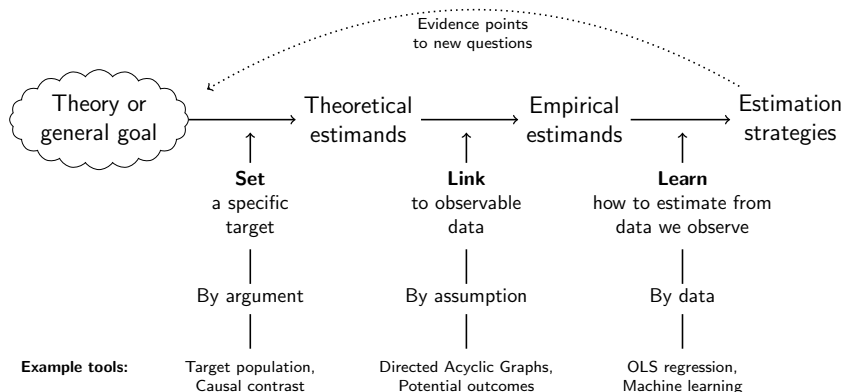 Evidence points
to new questions
Theory or
general goal
Theoretical
estimands
Empirical
estimands
Estimation
strategies
Set
a specific
target
Link
to observable
data
Learn
how to estimate from
data we observe
By argument
By assumption
By data
Example tools:
Target population,
Causal contrast
Directed Acyclic Graphs,
Potential outcomes
OLS regression,
Machine learning